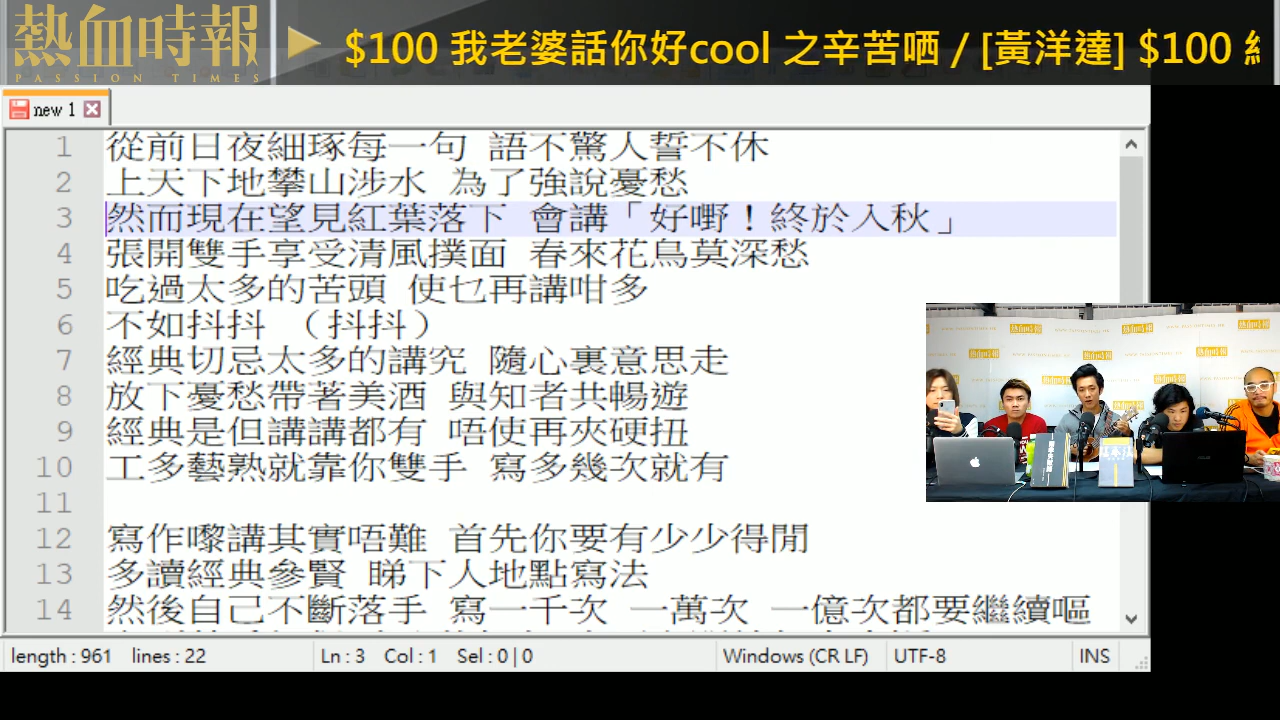 熱血時報
PASSION TIMES
$100 我老婆話你好cool 之辛苦哂 / [黃洋達] $100
new 1
1 從前日夜細琢每一句 語不驚人誓不休
2 上天下地攀山涉水 為了強說憂愁
3 然而現在望見紅葉落下 會講「好嘢！終於入秋」
4 張開雙手享受清風撲面 春來花鳥莫深愁
5 吃過太多的苦頭 使乜再講咁多
6 不如抖抖 （抖抖）
7 經典切忌太多的講究 隨心裏意思走
8 放下憂愁帶著美酒 與知者共暢遊
9 經典是但講講都有 唔使再夾硬扭
10 工多藝熟就靠你雙手 寫多幾次就有
11
12 寫作嚟講其實唔難 首先你要有少少得閒
13 多讀經典參賢 睇下人地點寫法
14 然後自己不斷落手 寫一千次 一萬次 一億次都要繼續嘔
length : 961 lines : 22 Ln : 3 Col : 1 Sel : 0 | 0 Windows (CR LF) UTF-8 INS